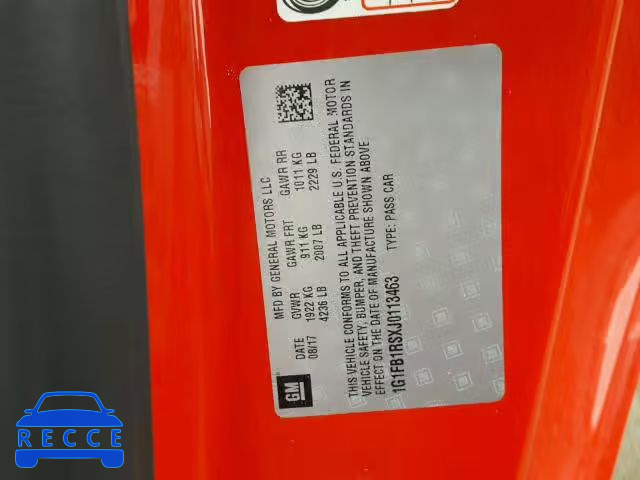 MFD BY GENERAL MOTORS LLC
DATE GVWR GAWR FRT GAWR RR
08/17 1922 KG 911 KG 1011 KG
4236 LB 2007 LB 2229 LB
THIS VEHICLE CONFORMS TO ALL APPLICABLE U.S. FEDERAL MOTOR
VEHICLE SAFETY, BUMPER, AND THEFT PREVENTION STANDARDS IN
EFFECT ON THE DATE OF MANUFACTURE SHOWN ABOVE.
1G1FB1RSXJ0113463 TYPE: PASS CAR
GM
RECCE